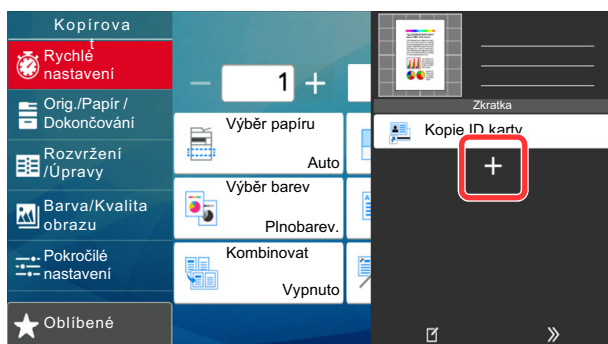 Kopírova
t
Rychlé
nastavení
Orig./Papír /
Dokončování
Rozvržení
/Úpravy
Barva/Kvalita
obrazu
Pokročilé
nastavení
Oblíbené
− 1 +
Výběr papíru
Auto
Výběr barev
Plnobarev.
Kombinovat
Vypnuto
Zkratka
Kopie ID karty
+